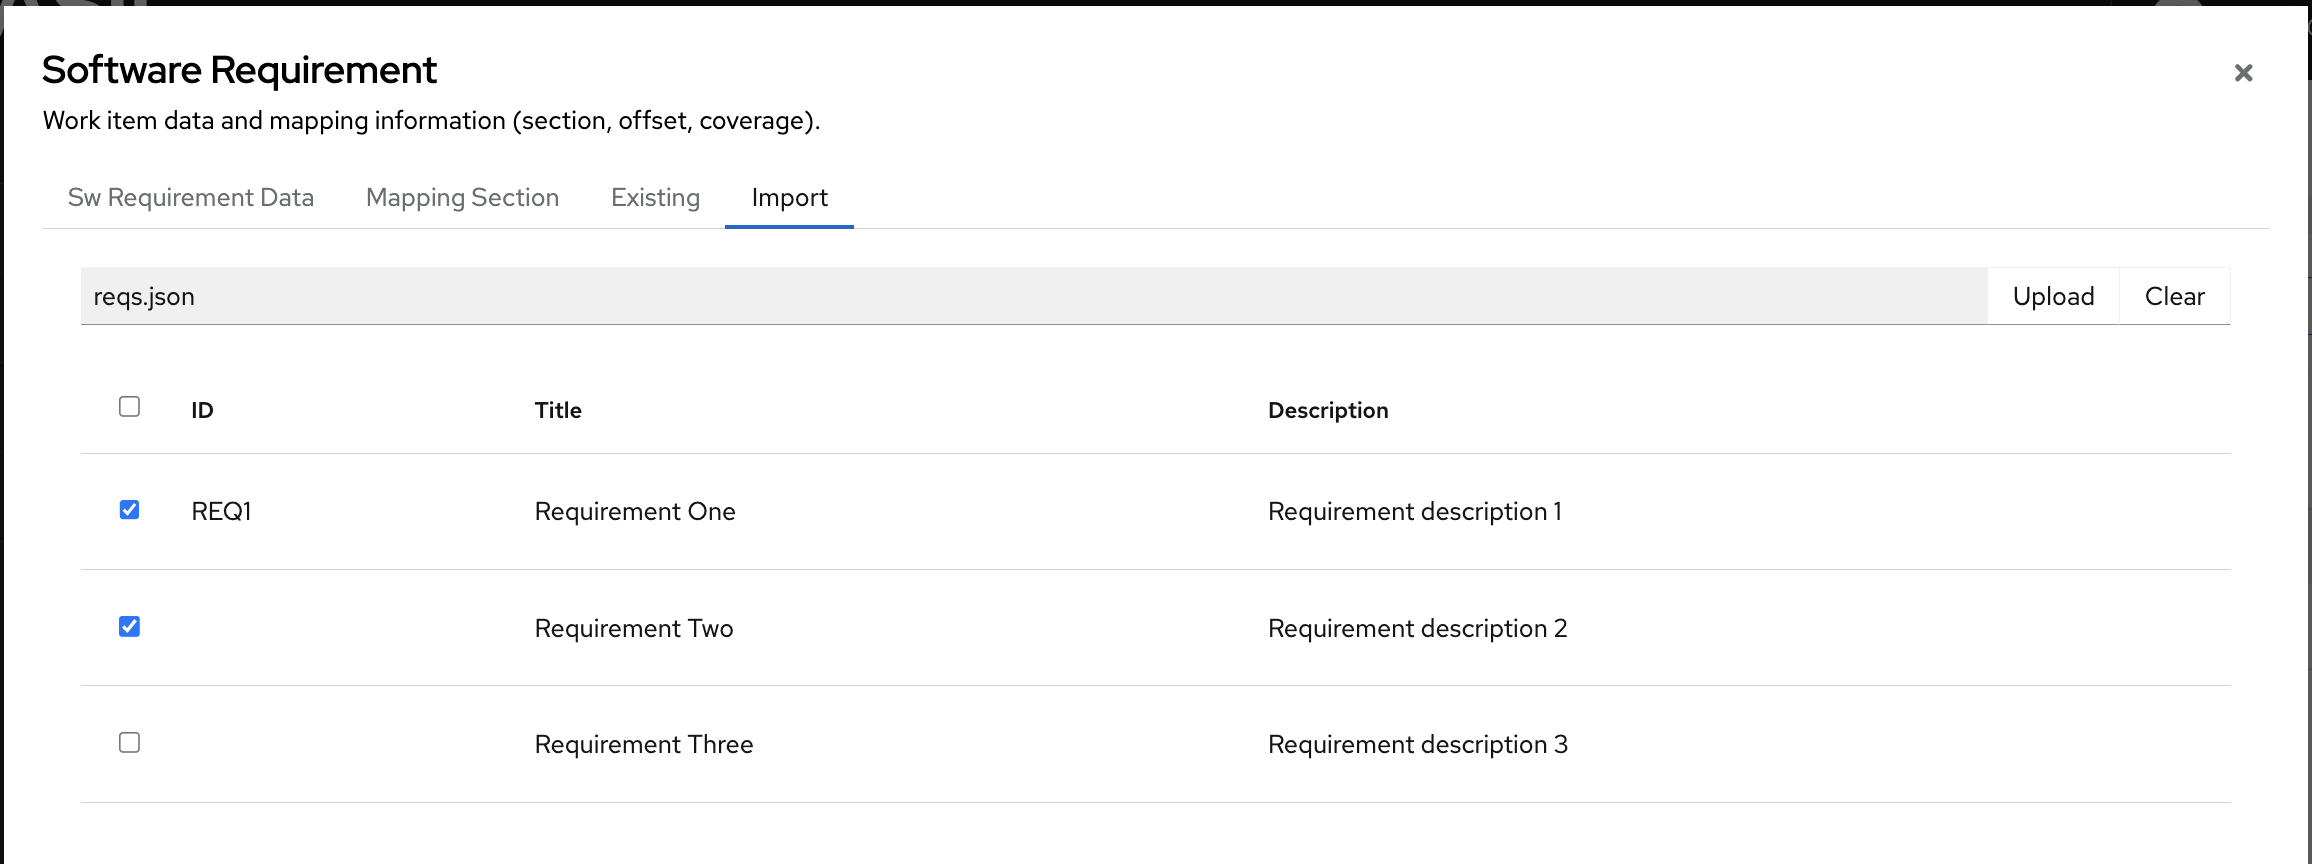 Software Requirement
Work item data and mapping information (section, offset, coverage).
Sw Requirement Data Mapping Section Existing Import
reqs.json Upload Clear
ID Title Description
REQ1 Requirement One Requirement description 1
Requirement Two Requirement description 2
Requirement Three Requirement description 3